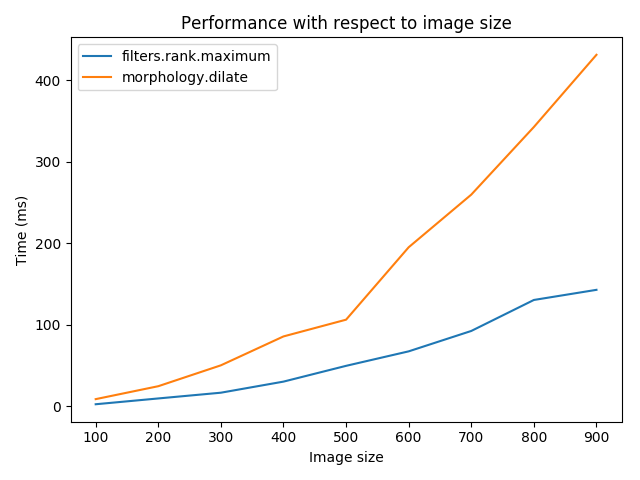 Performance with respect to image size
filters.rank.maximum
morphology.dilate
Time (ms)
400
300
200
100
0
100 200 300 400 500 600 700 800 900
Image size